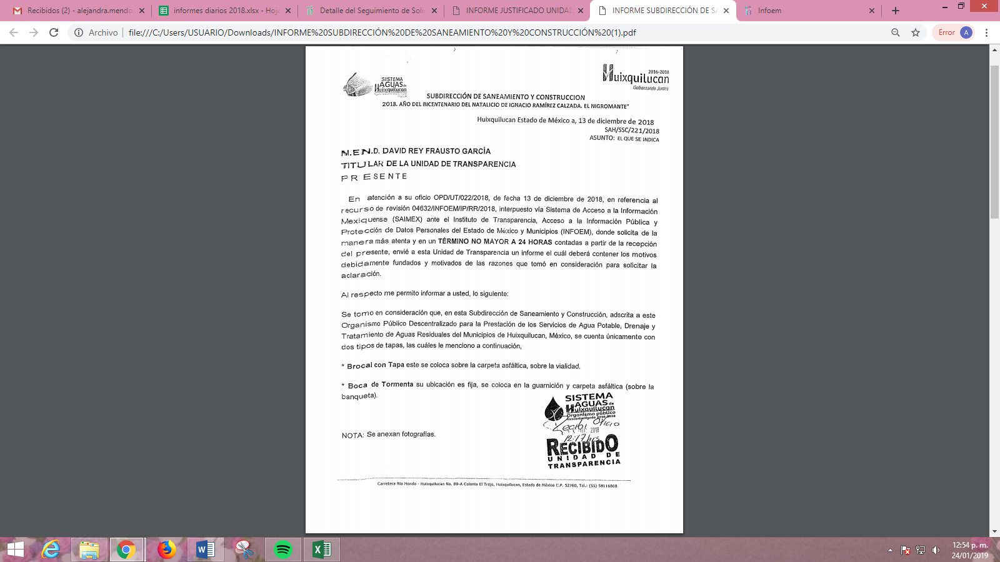 Recibidos (2) - alejandra.mendo
informes diarios 2018.xlsx - Hoja
Detalle del Seguimiento de Solic
INFORME JUSTIFICADO UNIDAD
INFORME SUBDIRECCIÓN DE SA
Infoem
Archivo
file:///C:/Users/USUARIO/Downloads/INFORME%20SUBDIRECCIÓN%20DE%20SANEAMIENTO%20Y%20CONSTRUCCIÓN%20(1).pdf
Error
A
SISTEMA
AGUAS de
Huixquilucan
2016-2018
Huixquilucan
Gobernando Juntos
SUBDIRECCIÓN DE SANEAMIENTO Y CONSTRUCCION
2018. AÑO DEL BICENTENARIO DEL NATALICIO DE IGNACIO RAMÍREZ CALZADA. EL NIGROMANTE"
Huixquilucan Estado de México a, 13 de diciembre de 2018
SAH/SSC/221/2018
ASUNTO: EL QUE SE INDICA
M.EN.D. DAVID REY FRAUSTO GARCÍA
TITULAR DE LA UNIDAD DE TRANSPARENCIA
P R E S E N T E
En atención a su oficio OPD/UT/022/2018, de fecha 13 de diciembre de 2018, en referencia al
recurso de revisión 04632/INFOEM/IP/RR/2018, interpuesto vía Sistema de Acceso a la Información
Mexiquense (SAIMEX) ante el Instituto de Transparencia, Acceso a la Información Pública y
Protección de Datos Personales del Estado de México y Municipios (INFOEM), donde solicita de la
manera más atenta y en un TÉRMINO NO MAYOR A 24 HORAS contadas a partir de la recepción
del presente, envié a esta Unidad de Transparencia un informe el cuál deberá contener los motivos
debidamente fundados y motivados de las razones que tomó en consideración para solicitar la
aclaración.
Al respecto me permito informar a usted, lo siguiente:
Se tomo en consideración que, en esta Subdirección de Saneamiento y Construcción, adscrita a este
Organismo Público Descentralizado para la Prestación de los Servicios de Agua Potable, Drenaje y
Tratamiento de Aguas Residuales del Municipios de Huixquilucan, México, se cuenta únicamente con
dos tipos de tapas, las cuáles le menciono a continuación,
* Brocal con Tapa este se coloca sobre la carpeta asfáltica, sobre la vialidad.
* Boca de Tormenta su ubicación es fija, se coloca en la guarnición y carpeta asfáltica (sobre la
banqueta).
SISTEMA
AGUAS de
Huixquilucan
Organismo público
Descentralizado 2016-2018
Recibi Oficio
2018
12:17 hrs
RECIBIDO
UNIDAD DE
TRANSPARENCIA
NOTA: Se anexan fotografías.
Carretera Río Hondo - Huixquilucan No. 89-A Colonia El Trejo, Huixquilucan, Estado de México C.P. 52760, Tel.: (55) 58116868
12:54 p. m.
24/01/2019